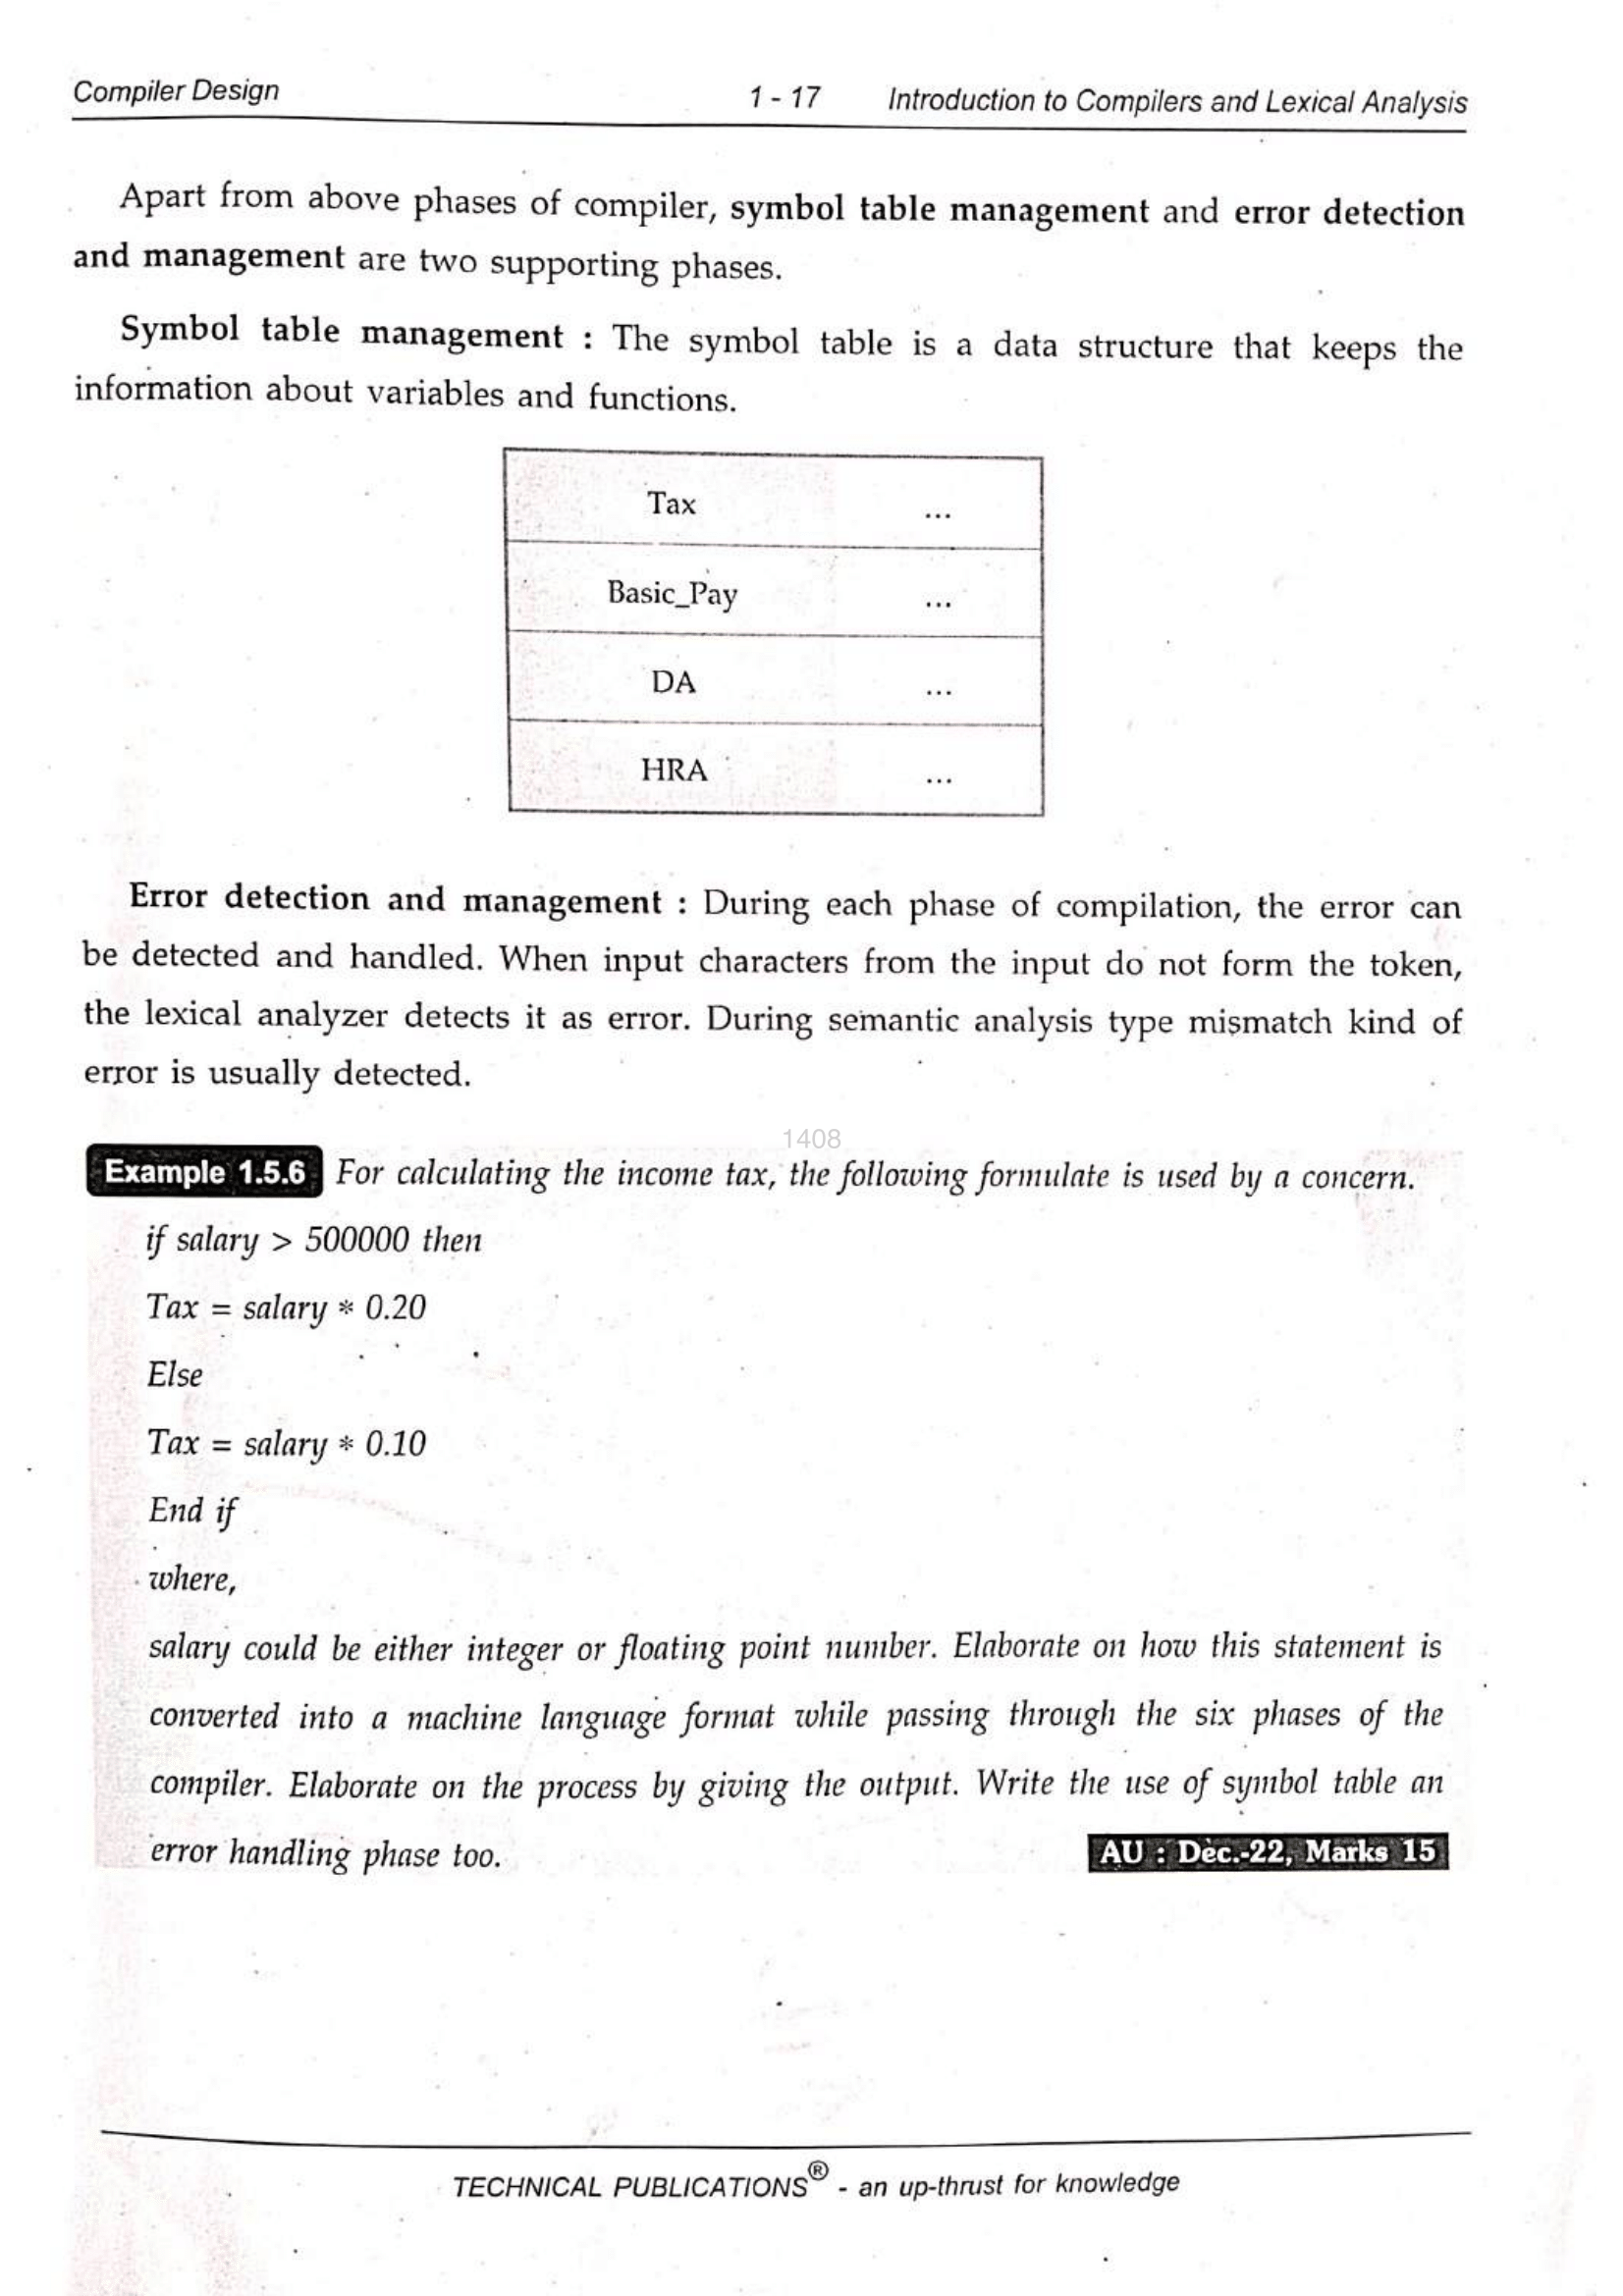 Compiler Design 1 - 17 Introduction to Compilers and Lexical Analysis
Apart from above phases of compiler, symbol table management and error detection
and management are two supporting phases.
Symbol table management : The symbol table is a data structure that keeps the
information about variables and functions.
Tax ...
Basic_Pay ...
DA ...
HRA ...
Error detection and management : During each phase of compilation, the error can
be detected and handled. When input characters from the input do not form the token,
the lexical analyzer detects it as error. During semantic analysis type mismatch kind of
error is usually detected.
1408
Example 1.5.6 For calculating the income tax, the following formulate is used by a concern.
if salary > 500000 then
Tax = salary * 0.20
Else
Tax = salary * 0.10
End if
where,
salary could be either integer or floating point number. Elaborate on how this statement is
converted into a machine language format while passing through the six phases of the
compiler. Elaborate on the process by giving the output. Write the use of symbol table an
error handling phase too. AU : Dec.-22, Marks 15
TECHNICAL PUBLICATIONS® - an up-thrust for knowledge